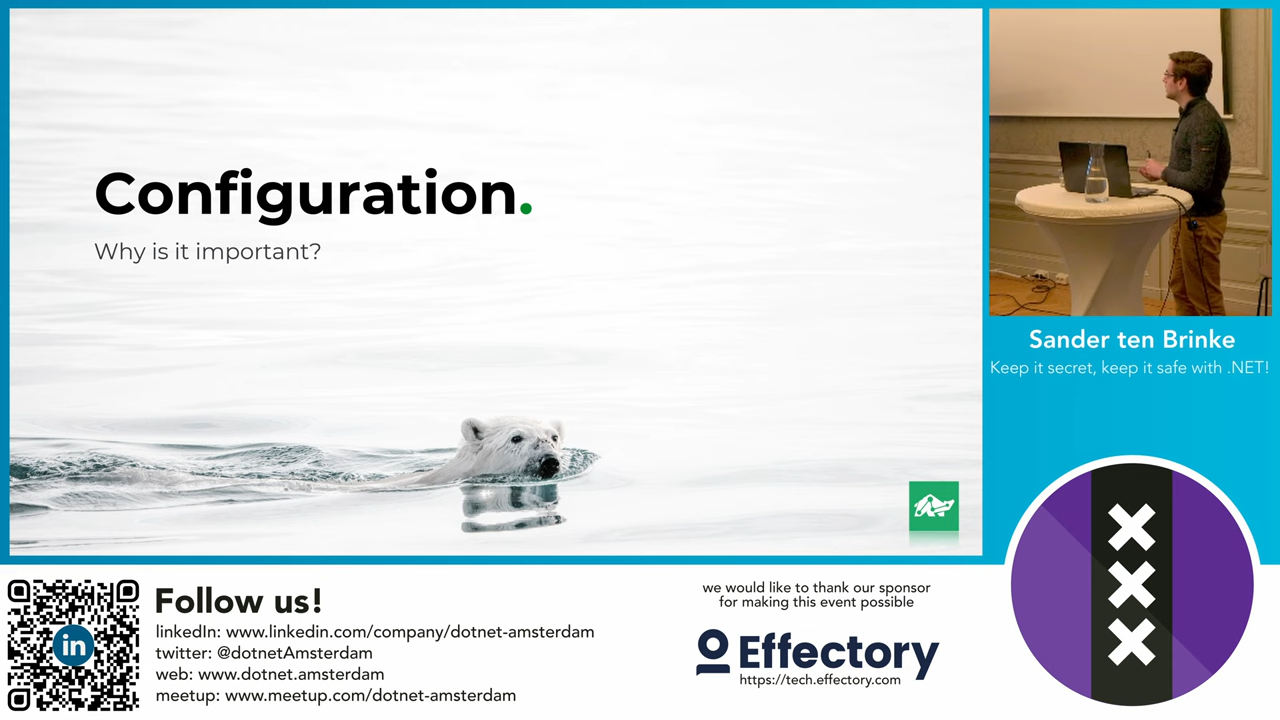 Configuration.
Why is it important?
Sander ten Brinke
Keep it secret, keep it safe with .NET!
Follow us!
linkedIn: www.linkedin.com/company/dotnet-amsterdam
twitter: @dotnetAmsterdam
web: www.dotnet.amsterdam
meetup: www.meetup.com/dotnet-amsterdam
in
we would like to thank our sponsor
for making this event possible
Effectory
https://tech.effectory.com